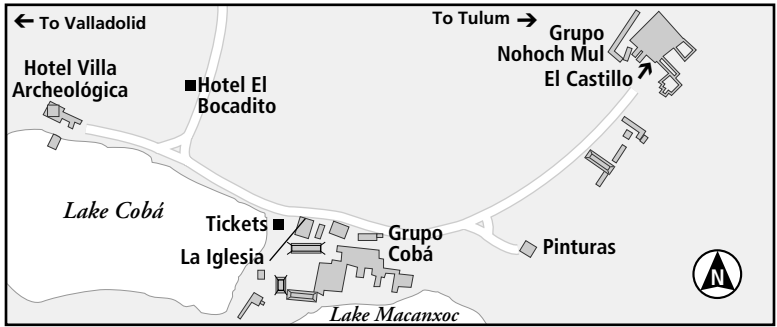 ← To Valladolid
To Tulum →
Grupo
Nohoch Mul
El Castillo
Hotel Villa
Archeológica
Hotel El
Bocadito
Lake Cobá
Tickets
La Iglesia
Grupo
Cobá
Pinturas
Lake Macanxoc
N